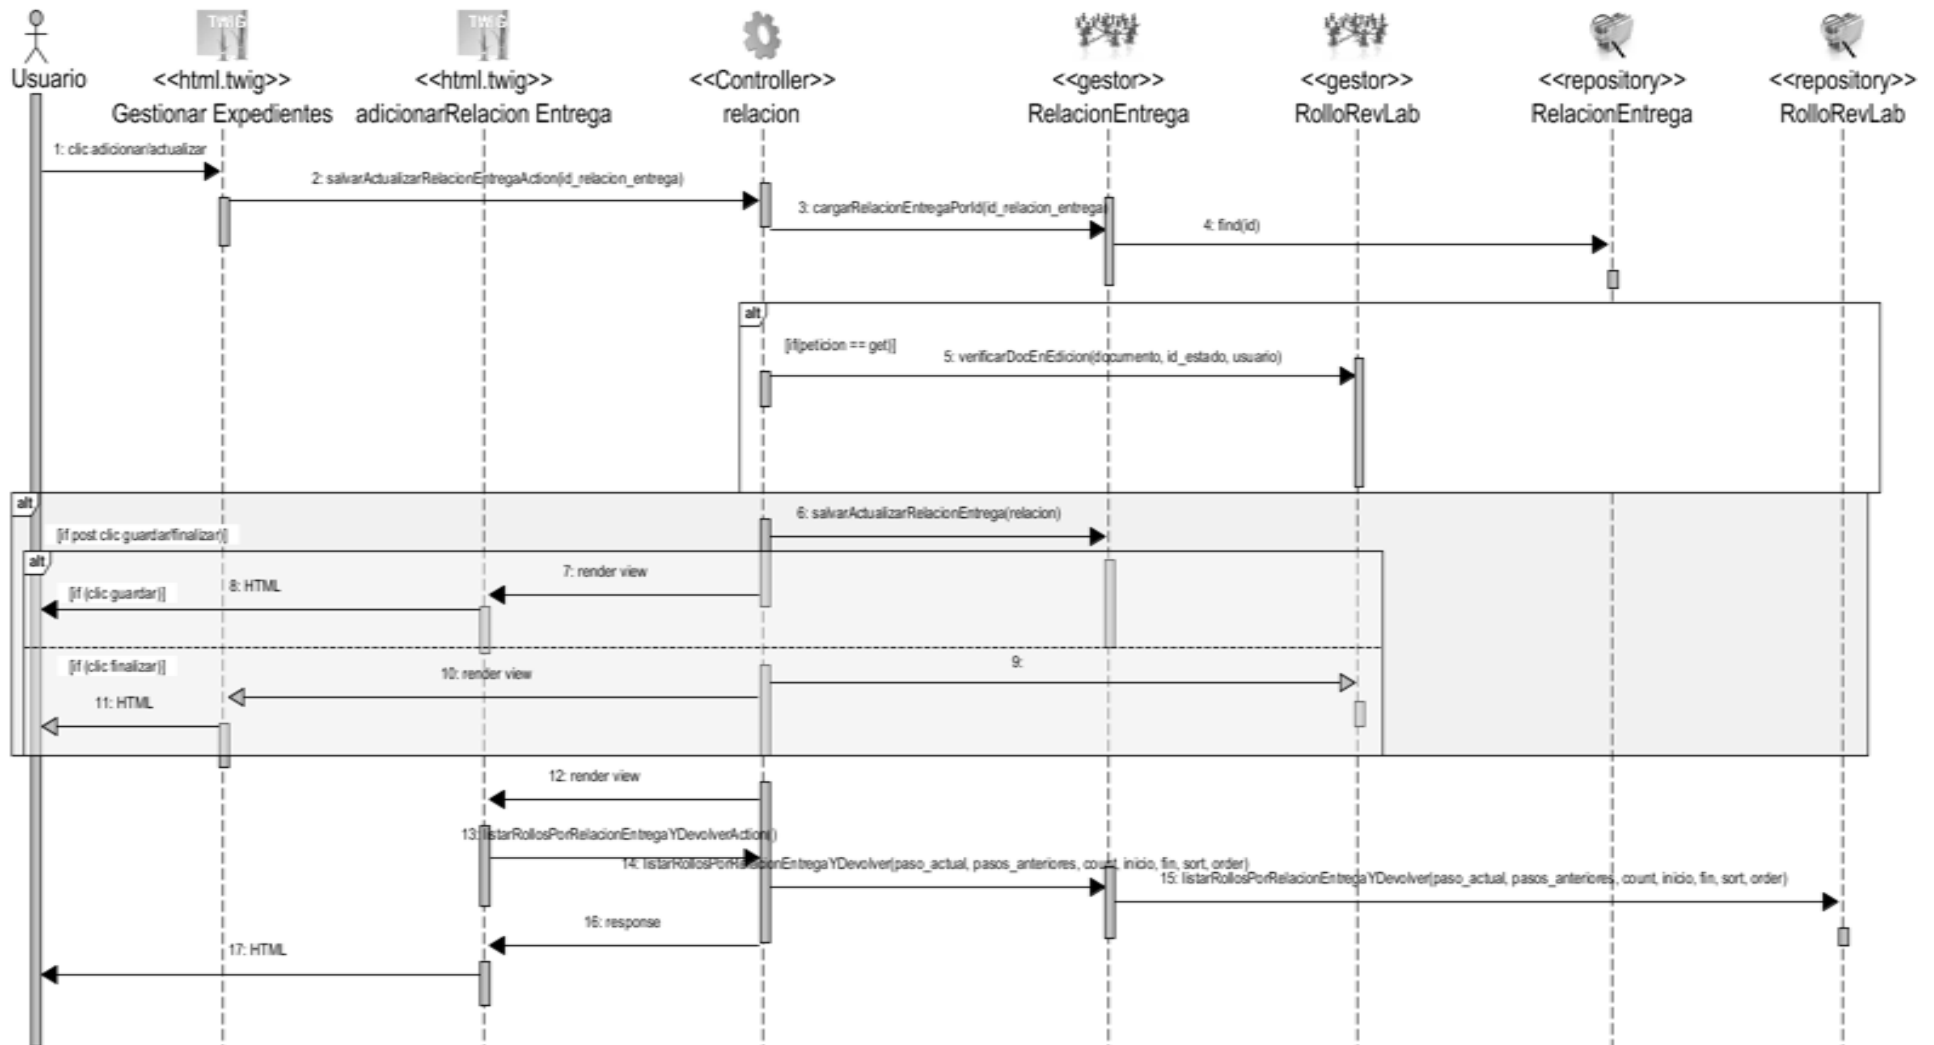 TWIG
TWIG
Usuario
<<html.twig>>
Gestionar Expedientes
<<html.twig>>
adicionarRelacion Entrega
<<Controller>>
relacion
<<gestor>>
RelacionEntrega
<<gestor>>
RolloRevLab
<<repository>>
RelacionEntrega
<<repository>>
RolloRevLab
1: clic adicionar/actualizar
2: salvarActualizarRelacionEntregaAction(id_relacion_entrega)
3: cargarRelacionEntregaPorId(id_relacion_entrega)
4: find(id)
alt
[if(peticion == get)]
5: verificarDocEnEdicion(documento, id_estado, usuario)
alt
6: salvarActualizarRelacionEntrega(relacion)
[if post clic guardar/finalizar)]
alt
7: render view
[if (clic guardar)]
8: HTML
[if (clic finalizar)]
9:
10: render view
11: HTML
12: render view
13: listarRollosPorRelacionEntregaYDevolverAction()
14: listarRollosPorRelacionEntregaYDevolver(paso_actual, pasos_anteriores, count, inicio, fin, sort, order)
15: listarRollosPorRelacionEntregaYDevolver(paso_actual, pasos_anteriores, count, inicio, fin, sort, order)
16: response
17: HTML